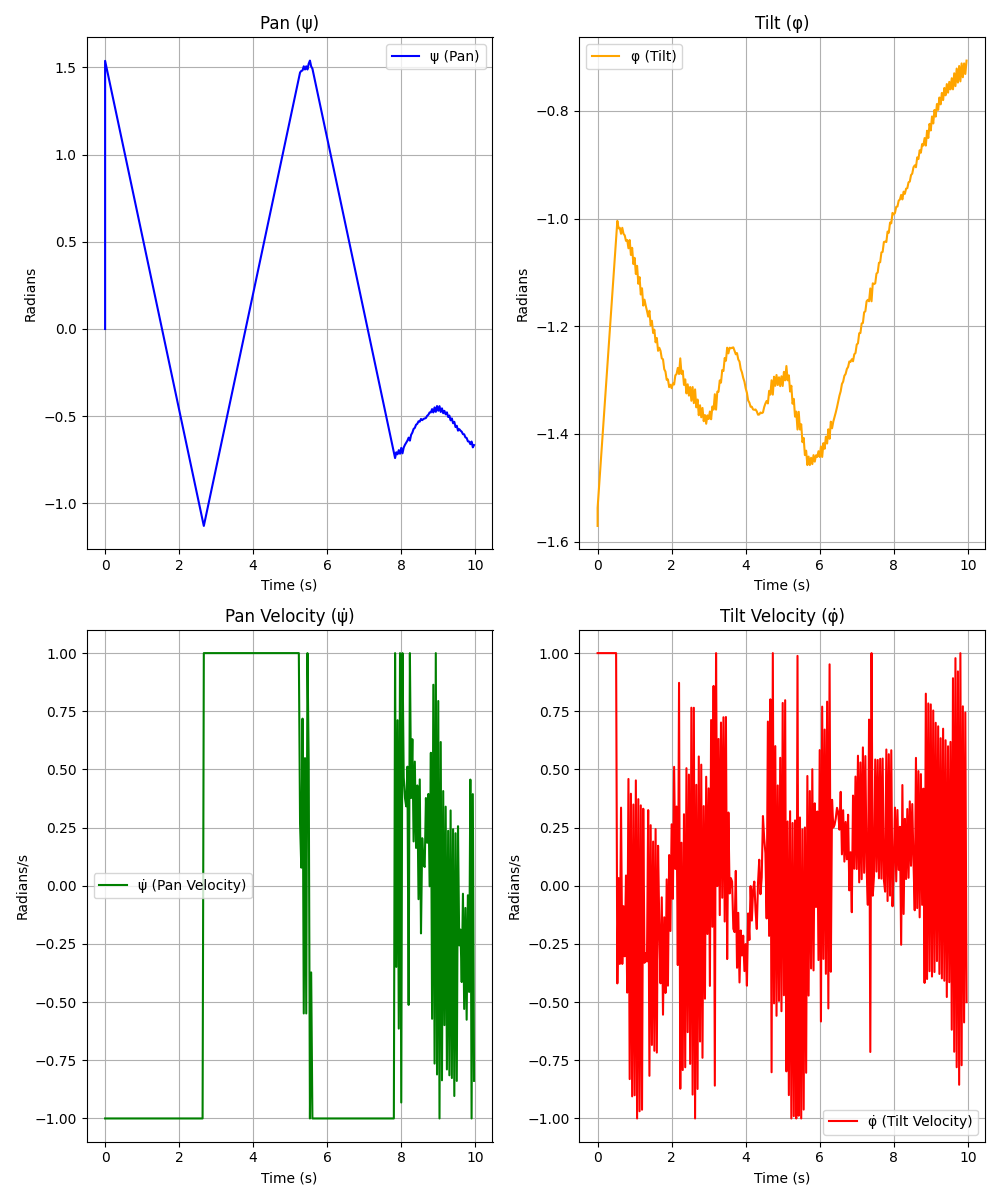 Pan (ψ)
ψ (Pan)
1.5
1.0
0.5
0.0
−0.5
−1.0
Radians
0 2 4 6 8 10
Time (s)
Tilt (φ)
φ (Tilt)
−0.8
−1.0
−1.2
−1.4
−1.6
Radians
0 2 4 6 8 10
Time (s)
Pan Velocity (ψ̇)
1.00
0.75
0.50
0.25
0.00
−0.25
−0.50
−0.75
−1.00
ψ̇ (Pan Velocity)
Radians/s
0 2 4 6 8 10
Time (s)
Tilt Velocity (φ̇)
1.00
0.75
0.50
0.25
0.00
−0.25
−0.50
−0.75
−1.00
φ̇ (Tilt Velocity)
Radians/s
0 2 4 6 8 10
Time (s)